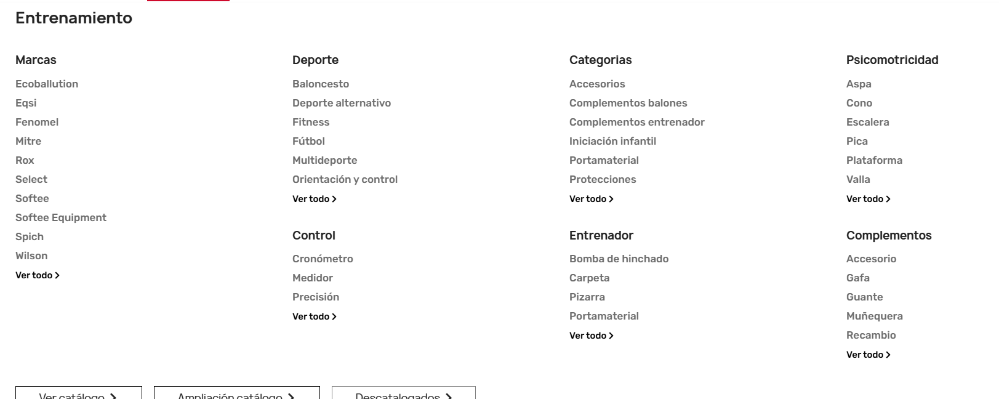 Entrenamiento
Marcas
Ecoballution
Eqsi
Fenomel
Mitre
Rox
Select
Softee
Softee Equipment
Spich
Wilson
Ver todo
Deporte
Baloncesto
Deporte alternativo
Fitness
Fútbol
Multideporte
Orientación y control
Ver todo
Control
Cronómetro
Medidor
Precisión
Ver todo
Categorias
Accesorios
Complementos balones
Complementos entrenador
Iniciación infantil
Portamaterial
Protecciones
Ver todo
Entrenador
Bomba de hinchado
Carpeta
Pizarra
Portamaterial
Ver todo
Psicomotricidad
Aspa
Cono
Escalera
Pica
Plataforma
Valla
Ver todo
Complementos
Accesorio
Gafa
Guante
Muñequera
Recambio
Ver todo
Ver catálogo
Ampliación catálogo
Descatalogados